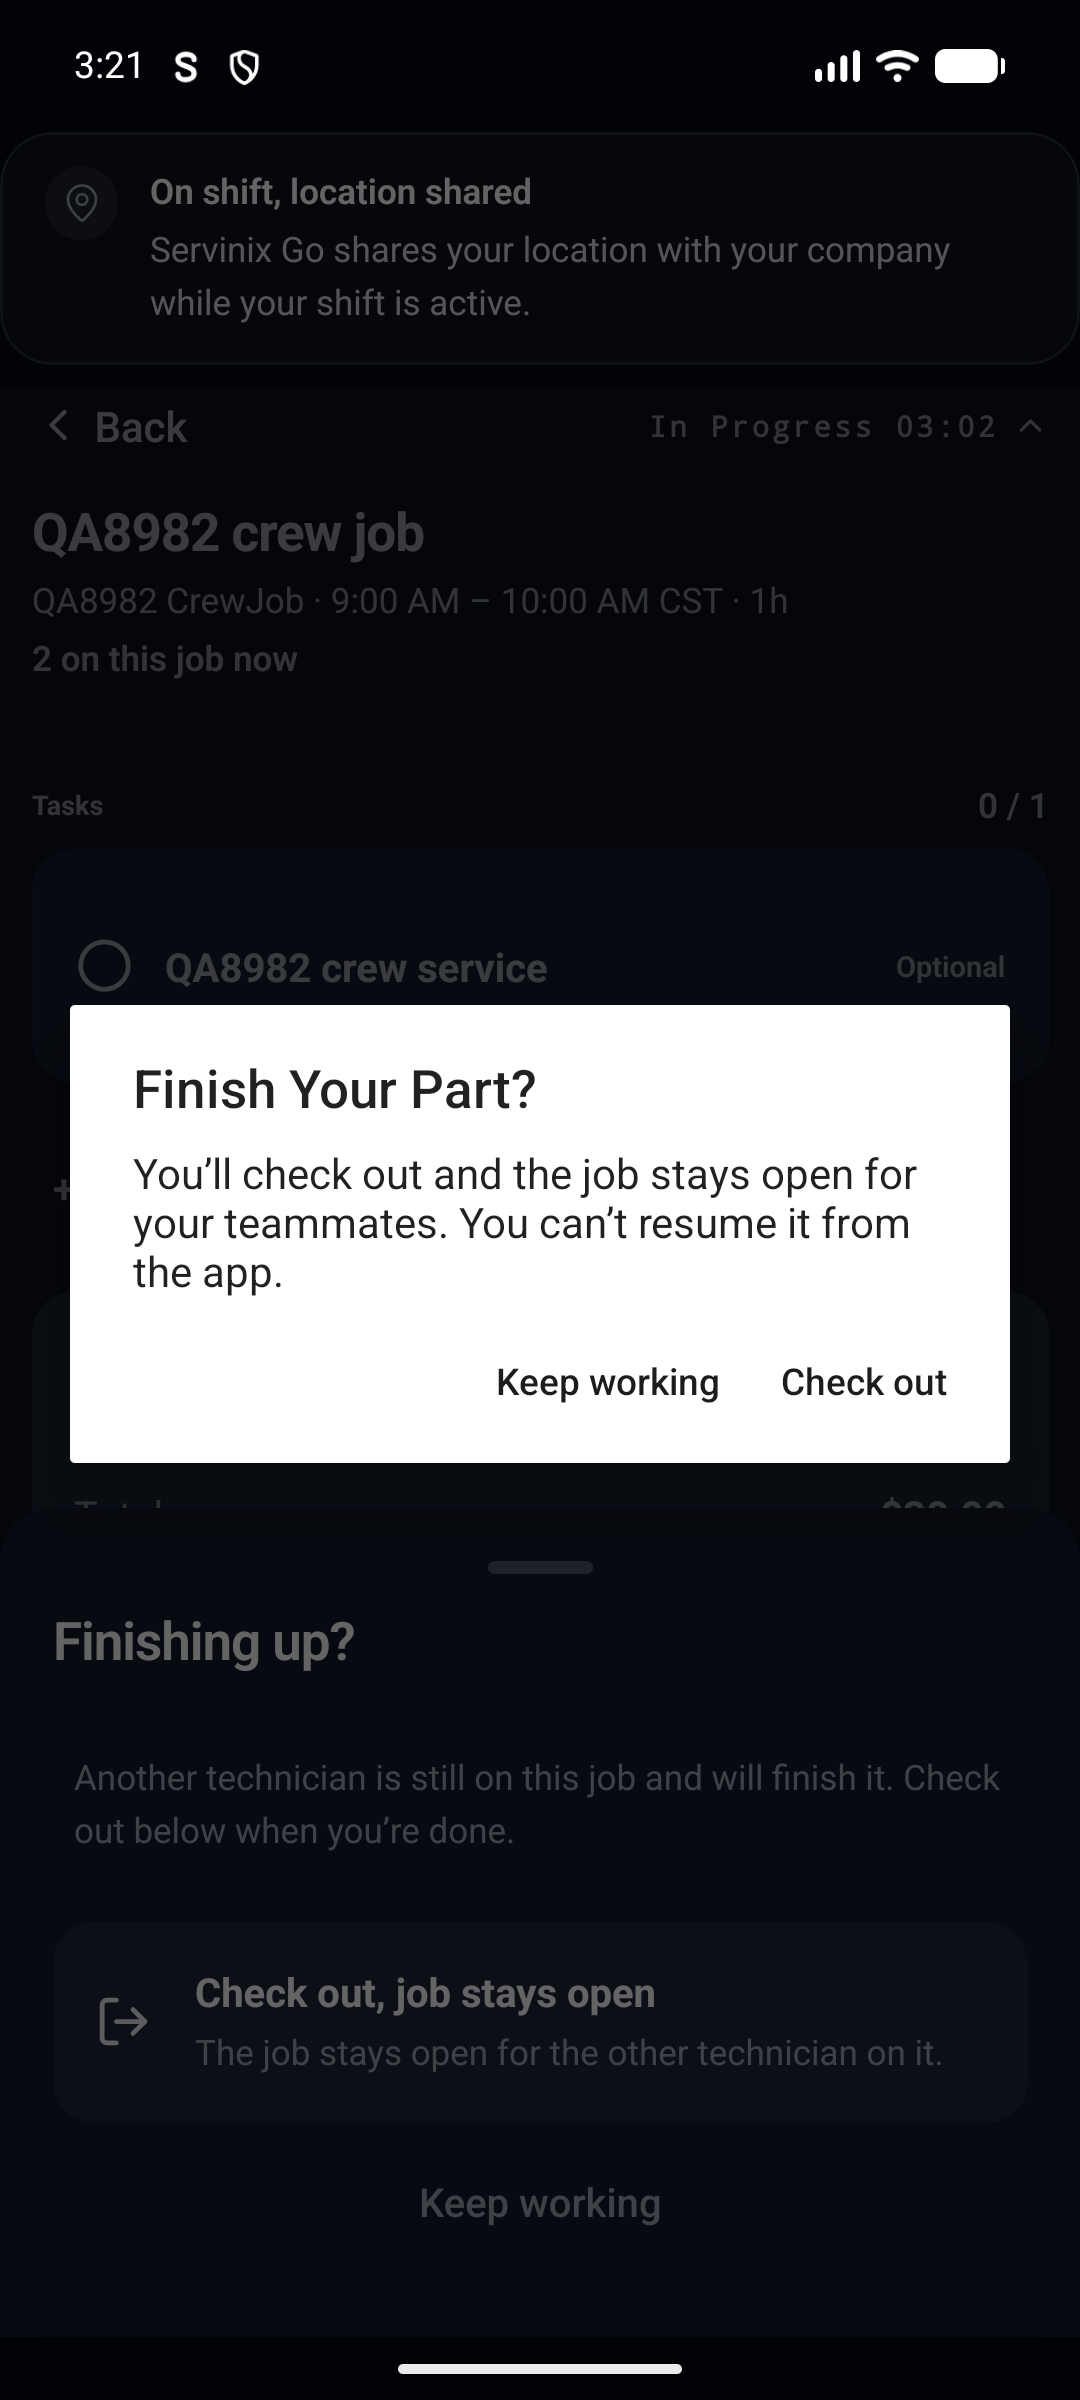 3:21 S
On shift, location shared
Servinix Go shares your location with your company
while your shift is active.
Back
In Progress 03:02
QA8982 crew job
QA8982 CrewJob · 9:00 AM – 10:00 AM CST · 1h
2 on this job now
Tasks
0 / 1
QA8982 crew service
Optional
Finish Your Part?
You’ll check out and the job stays open for
your teammates. You can’t resume it from
the app.
Keep working
Check out
Total
Finishing up?
Another technician is still on this job and will finish it. Check
out below when you’re done.
Check out, job stays open
The job stays open for the other technician on it.
Keep working